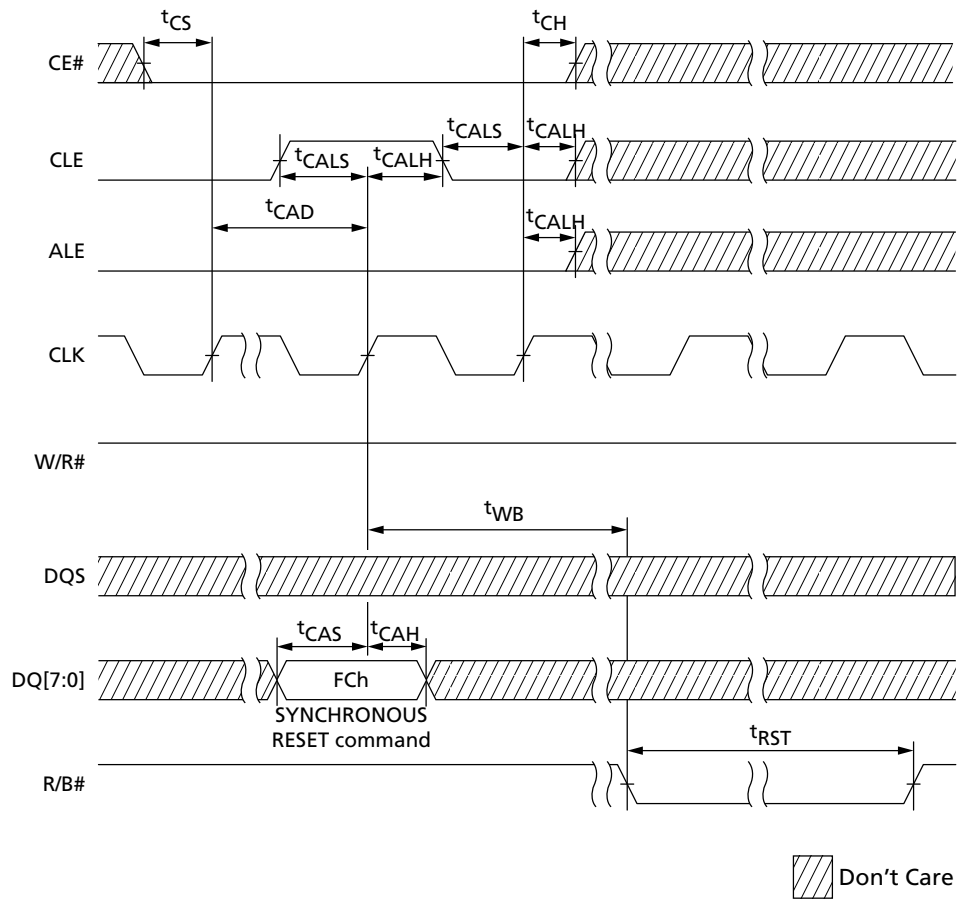 tCS
tCH
CE#
tCALS
tCALH
CLE
tCALS
tCALH
tCAD
tCALH
ALE
CLK
W/R#
tWB
DQS
tCAS
tCAH
DQ[7:0]
FCh
SYNCHRONOUS
RESET command
tRST
R/B#
Don't Care